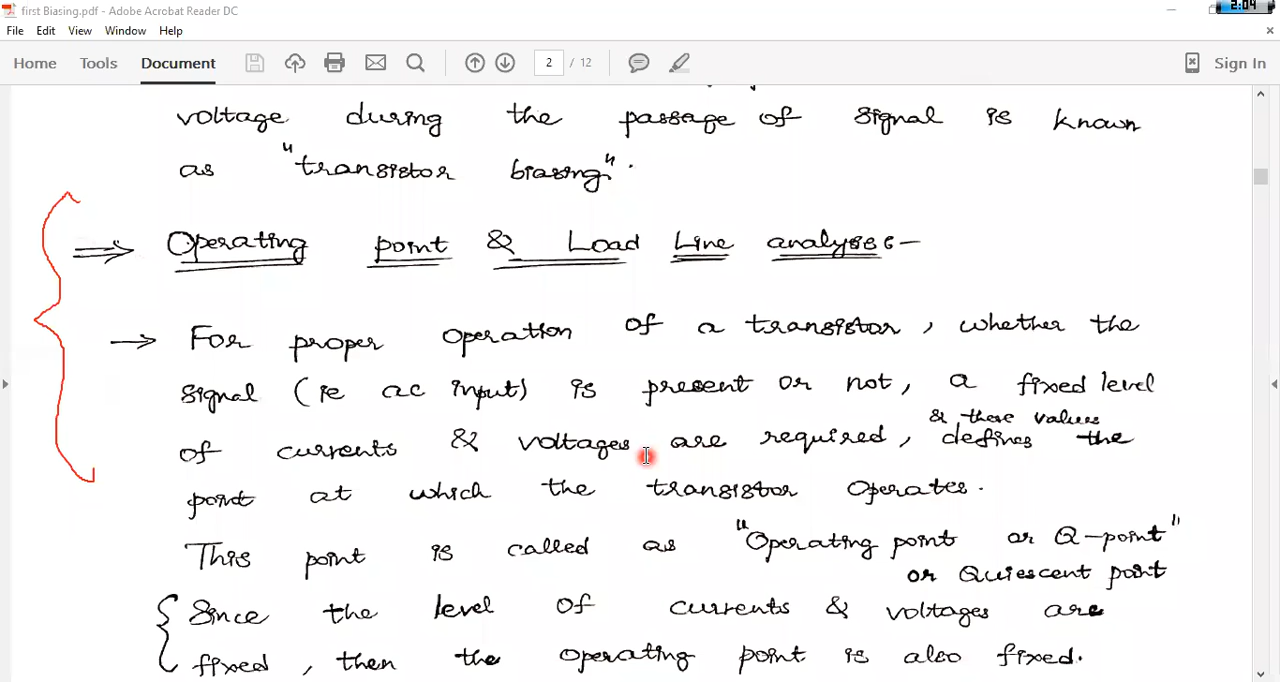 first Biasing.pdf - Adobe Acrobat Reader DC
2:04
File Edit View Window Help
Home Tools Document 2 / 12 Sign In
voltage during the passage of signal is known
as "transistor biasing".
⇒ Operating point & Load Line analyses-
→ For proper operation of a transistor, whether the
signal (ie ac input) is present or not, a fixed level
& these values
of currents & voltages are required, defines the
point at which the transistor operates.
This point is called as "Operating point or Q-point"
or Quiescent point
{ Since the level of currents & voltages are
fixed, then the operating point is also fixed.